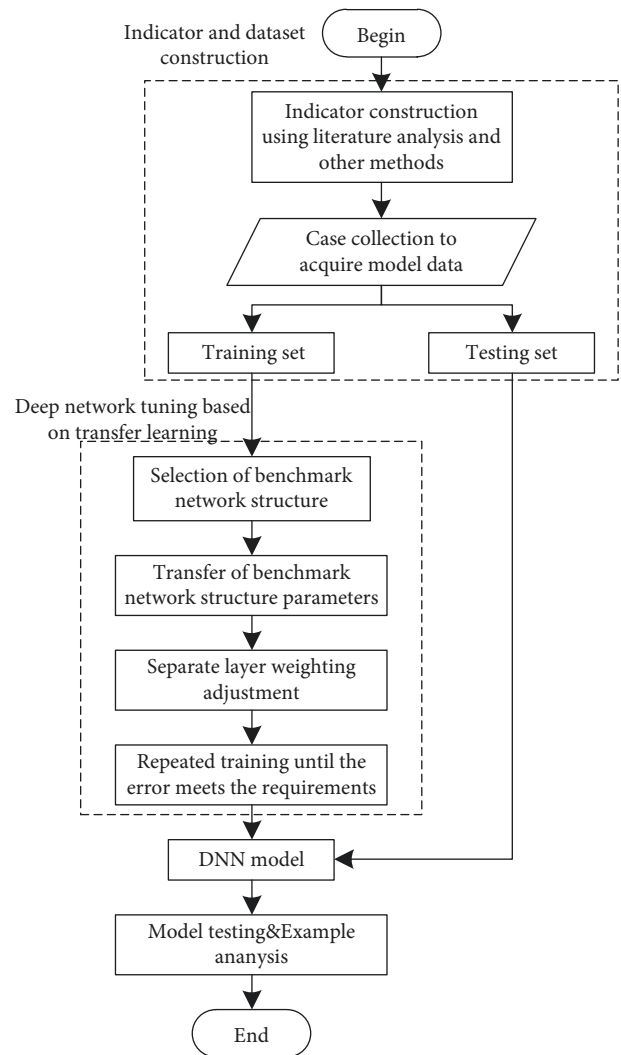 Indicator and dataset
construction
Begin
Indicator construction
using literature analysis and
other methods
Case collection to
acquire model data
Training set
Testing set
Deep network tuning based
on transfer learning
Selection of benchmark
network structure
Transfer of benchmark
network structure parameters
Separate layer weighting
adjustment
Repeated training until the
error meets the requirements
DNN model
Model testing&Example
ananysis
End